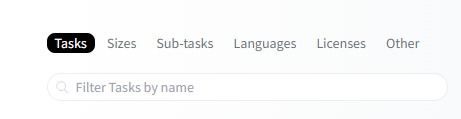 Tasks Sizes Sub-tasks Languages Licenses Other
Filter Tasks by name